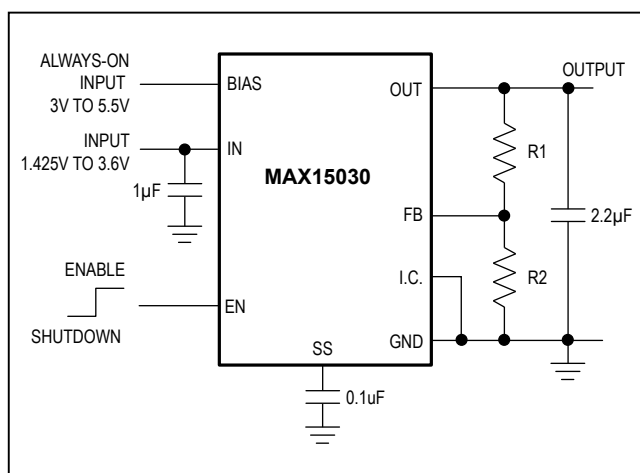 ALWAYS-ON
INPUT
3V TO 5.5V
BIAS
OUT
OUTPUT
INPUT
1.425V TO 3.6V
IN
R1
MAX15030
1µF
FB
2.2µF
ENABLE
I.C.
R2
EN
SHUTDOWN
SS
GND
0.1uF